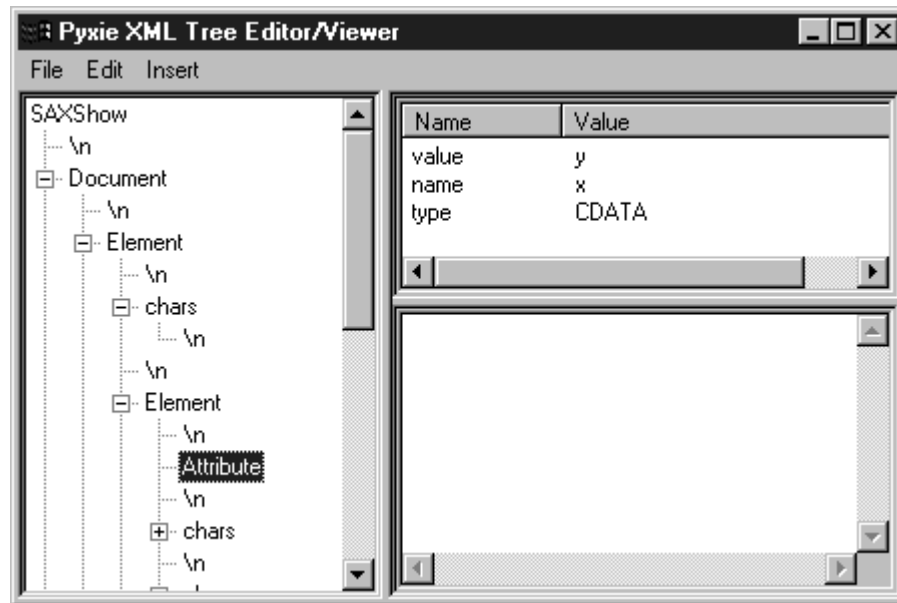 Pyxie XML Tree Editor/Viewer
File Edit Insert
SAXShow
\n
Document
\n
Element
\n
chars
\n
\n
Element
\n
Attribute
\n
chars
\n
Name Value
value y
name x
type CDATA